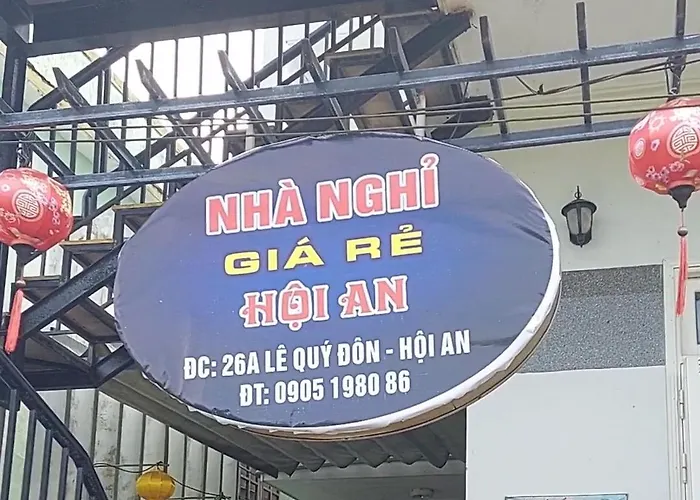 NHÀ NGHỈ
GIÁ RẺ
HỘI AN
ĐC: 26A LÊ QUÝ ĐÔN - HỘI AN
ĐT: 0905 1980 86